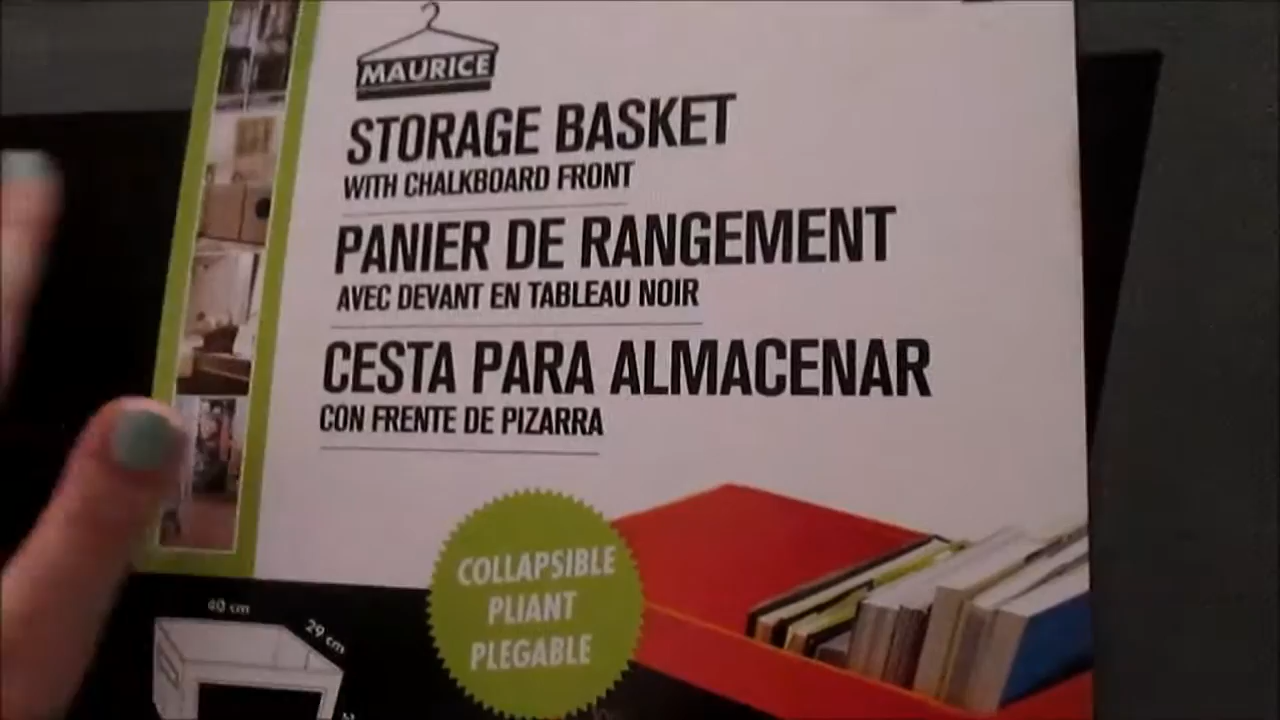 MAURICE
STORAGE BASKET
WITH CHALKBOARD FRONT
PANIER DE RANGEMENT
AVEC DEVANT EN TABLEAU NOIR
CESTA PARA ALMACENAR
CON FRENTE DE PIZARRA
COLLAPSIBLE
PLIANT
PLEGABLE
40 cm
29 cm